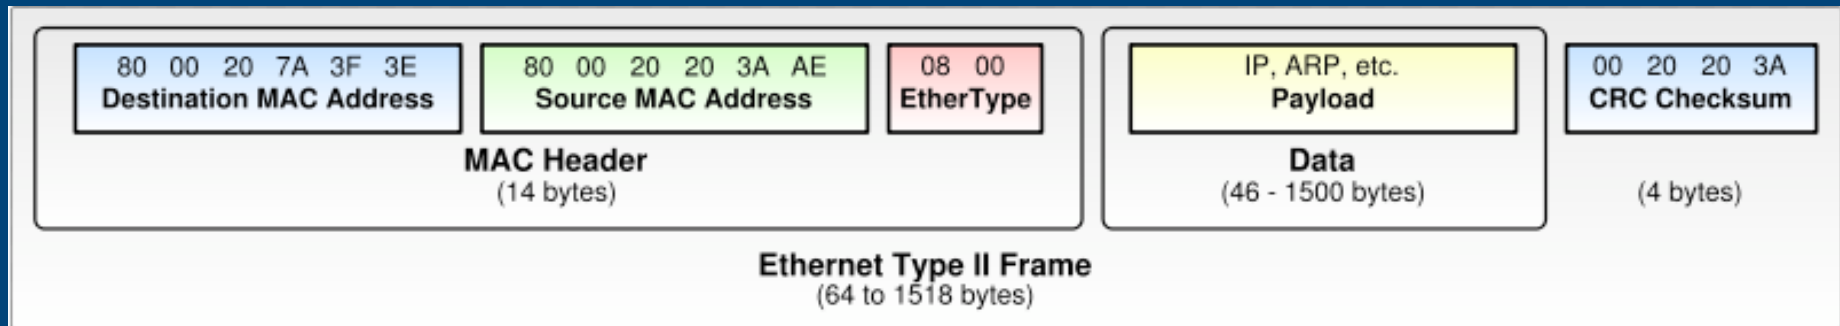 80 00 20 7A 3F 3E
Destination MAC Address
80 00 20 20 3A AE
Source MAC Address
08 00
EtherType
MAC Header
(14 bytes)
IP, ARP, etc.
Payload
Data
(46 - 1500 bytes)
00 20 20 3A
CRC Checksum
(4 bytes)
Ethernet Type II Frame
(64 to 1518 bytes)